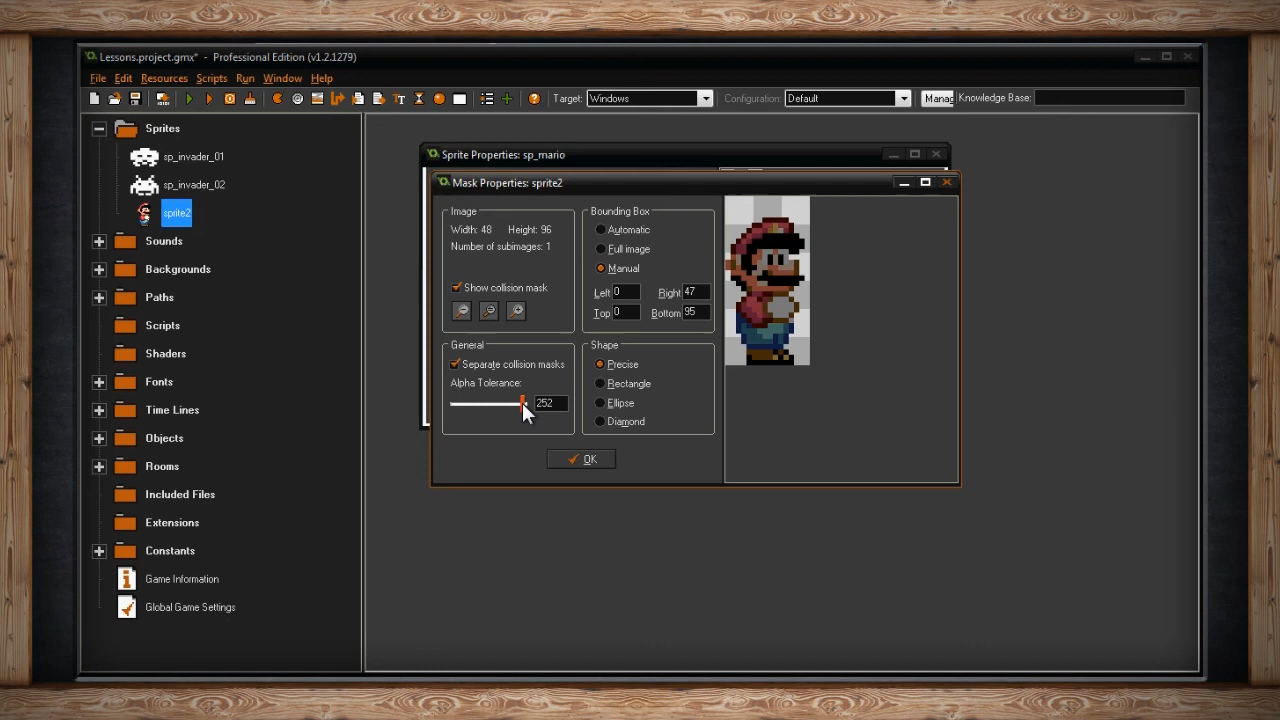 Lessons.project.gmx* - Professional Edition (v1.2.1279)
File Edit Resources Scripts Run Window Help
Target: Windows Configuration: Default Manag Knowledge Base:
Sprites
sp_invader_01
sp_invader_02
sprite2
Sounds
Backgrounds
Paths
Scripts
Shaders
Fonts
Time Lines
Objects
Rooms
Included Files
Extensions
Constants
Game Information
Global Game Settings
Sprite Properties: sp_mario
Mask Properties: sprite2
Image
Width: 48 Height: 96
Number of subimages: 1
Show collision mask
General
Separate collision masks
Alpha Tolerance:
252
Bounding Box
Automatic
Full image
Manual
Left 0 Right 47
Top 0 Bottom 95
Shape
Precise
Rectangle
Ellipse
Diamond
OK